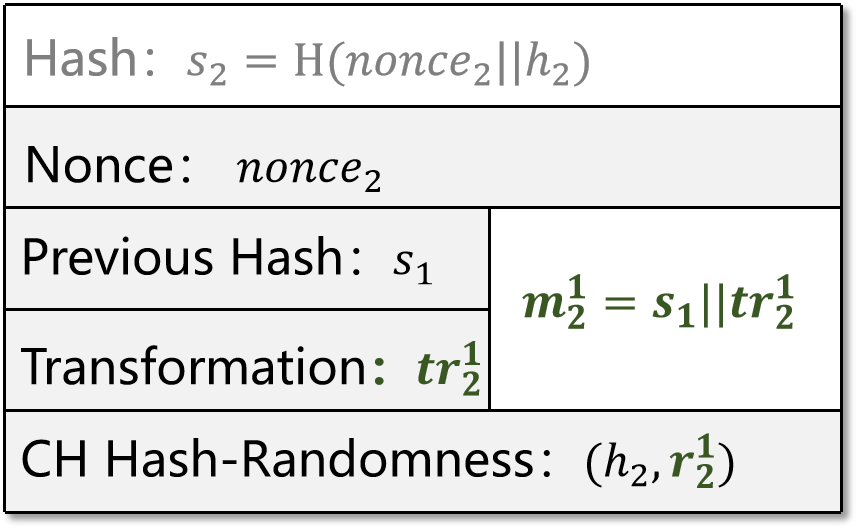 Hash：s₂ = H(nonce₂||h₂)
Nonce：nonce₂
Previous Hash：s₁
m₂¹ = s₁||tr₂¹
Transformation：tr₂¹
CH Hash-Randomness：(h₂,r₂¹)